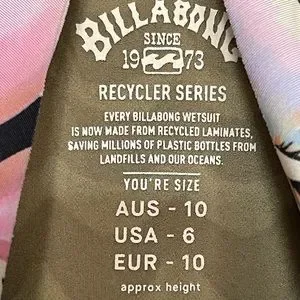 BILLABONG
SINCE
19 73
RECYCLER SERIES
EVERY BILLABONG WETSUIT
IS NOW MADE FROM RECYCLED LAMINATES,
SAVING MILLIONS OF PLASTIC BOTTLES FROM
LANDFILLS AND OUR OCEANS.
YOU'RE SIZE
AUS - 10
USA - 6
EUR - 10
approx height